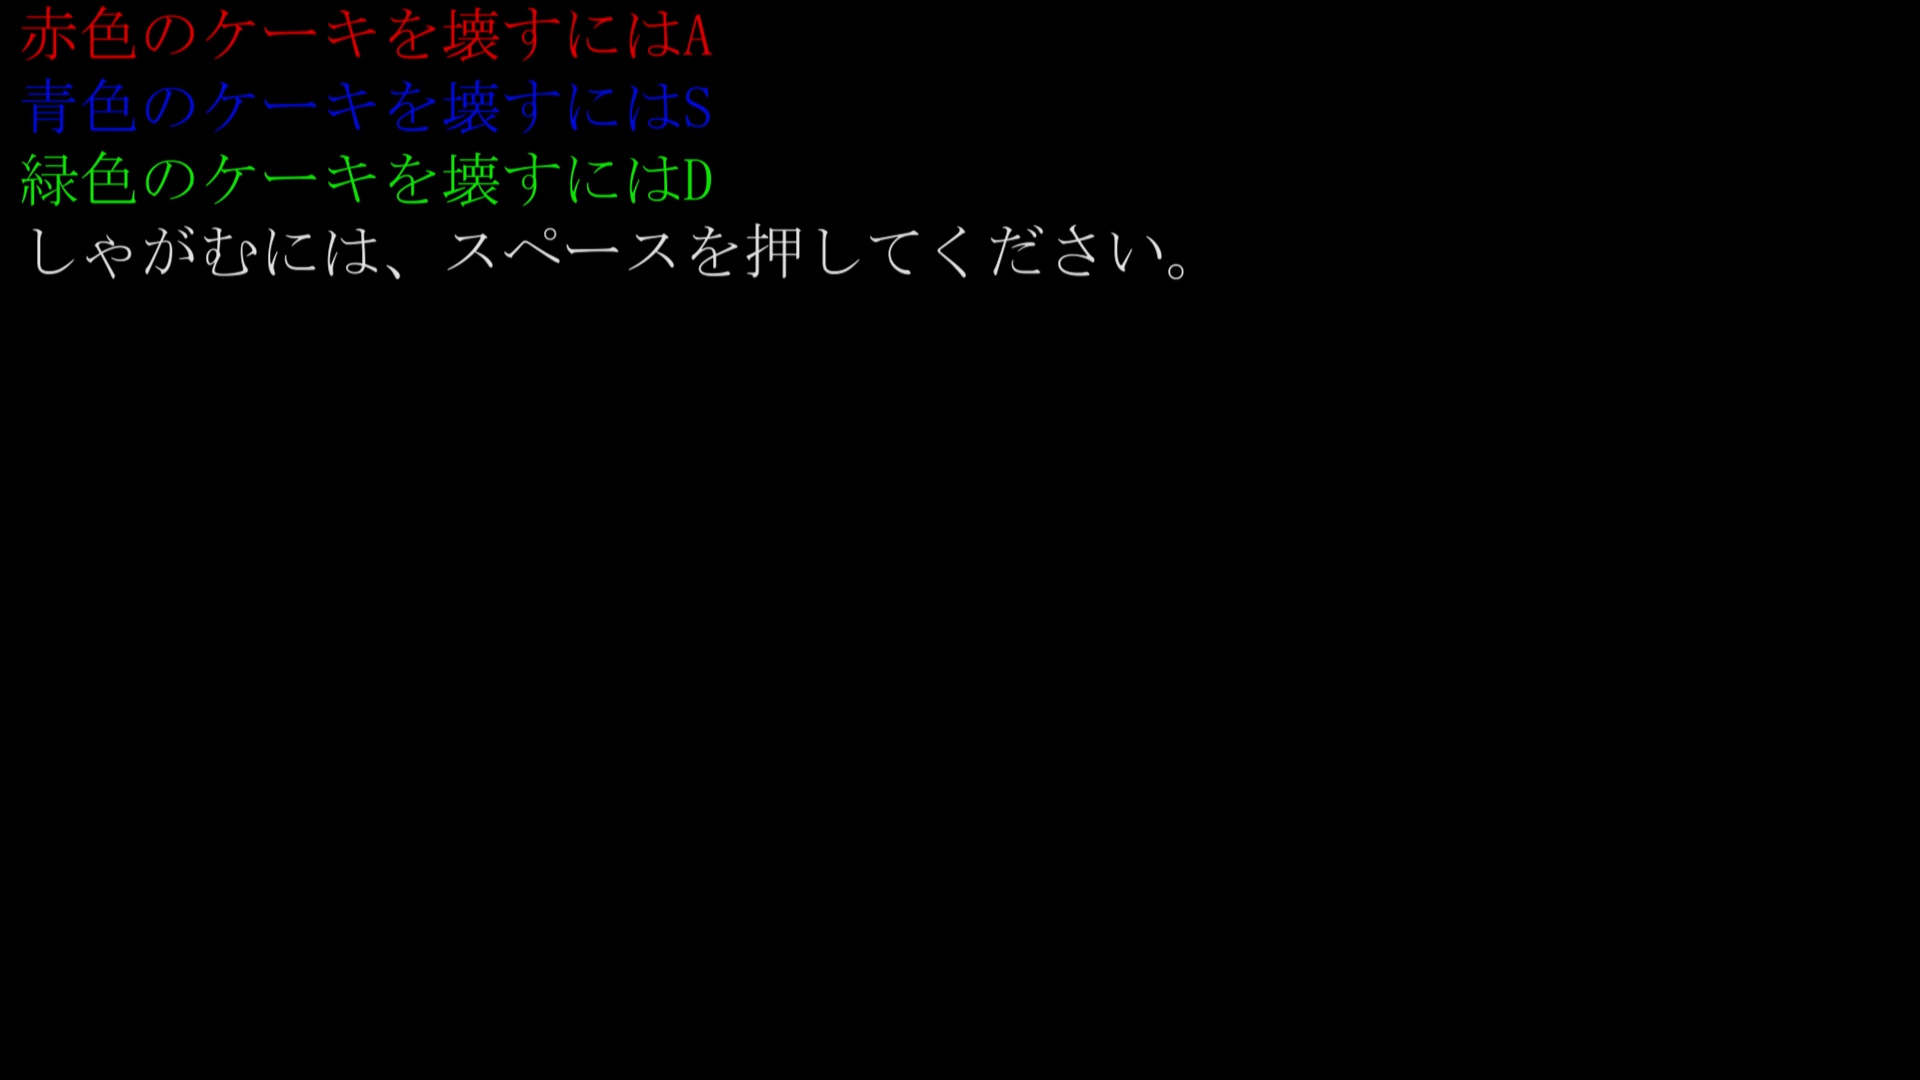 赤色のケーキを壊すにはA
青色のケーキを壊すにはS
緑色のケーキを壊すにはD
しゃがむには、スペースを押してください。